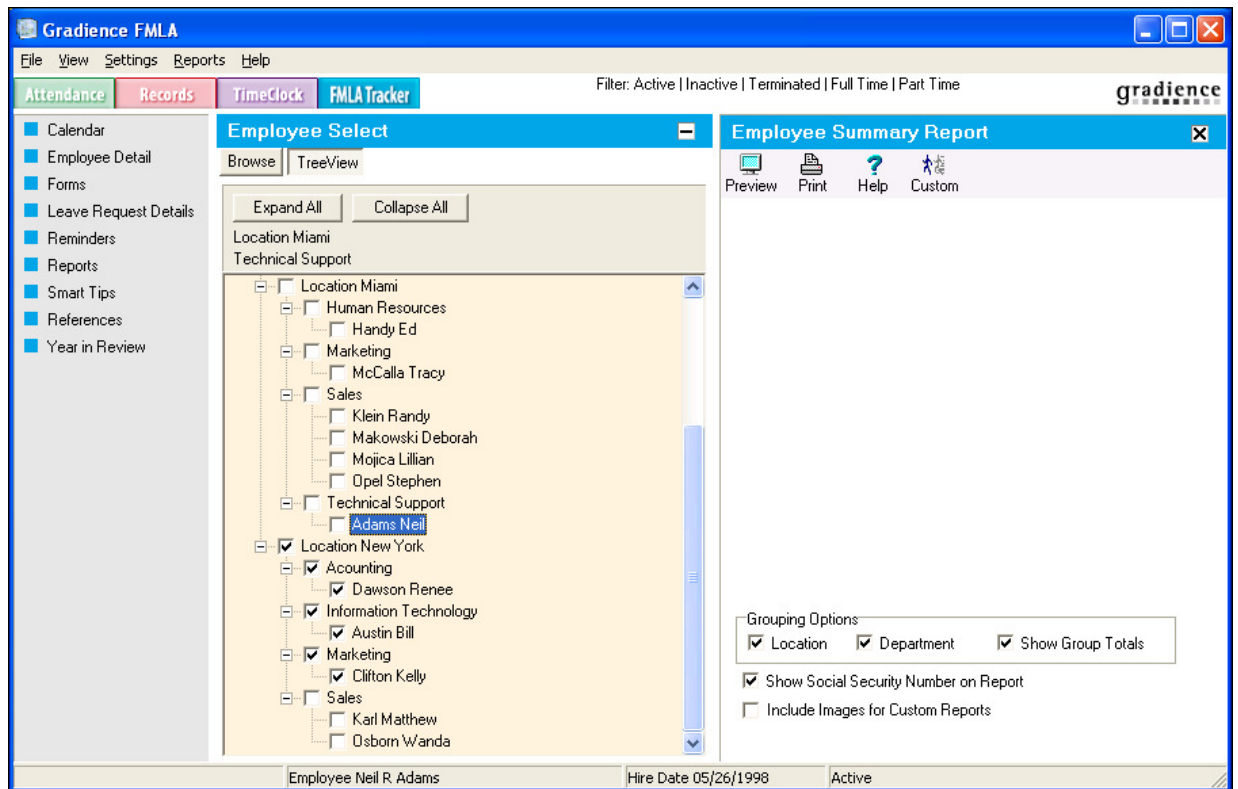 Gradience FMLA
File View Settings Reports Help
Attendance Records TimeClock FMLA Tracker
Filter: Active | Inactive | Terminated | Full Time | Part Time
gradience
Calendar
Employee Detail
Forms
Leave Request Details
Reminders
Reports
Smart Tips
References
Year in Review
Employee Select
Browse TreeView
Expand All Collapse All
Location Miami
Technical Support
Location Miami
Human Resources
Handy Ed
Marketing
McCalla Tracy
Sales
Klein Randy
Makowski Deborah
Mojica Lillian
Opel Stephen
Technical Support
Adams Neil
Location New York
Acounting
Dawson Renee
Information Technology
Austin Bill
Marketing
Clifton Kelly
Sales
Karl Matthew
Osborn Wanda
Employee Summary Report
Preview Print Help Custom
Grouping Options
Location Department Show Group Totals
Show Social Security Number on Report
Include Images for Custom Reports
Employee Neil R Adams Hire Date 05/26/1998 Active